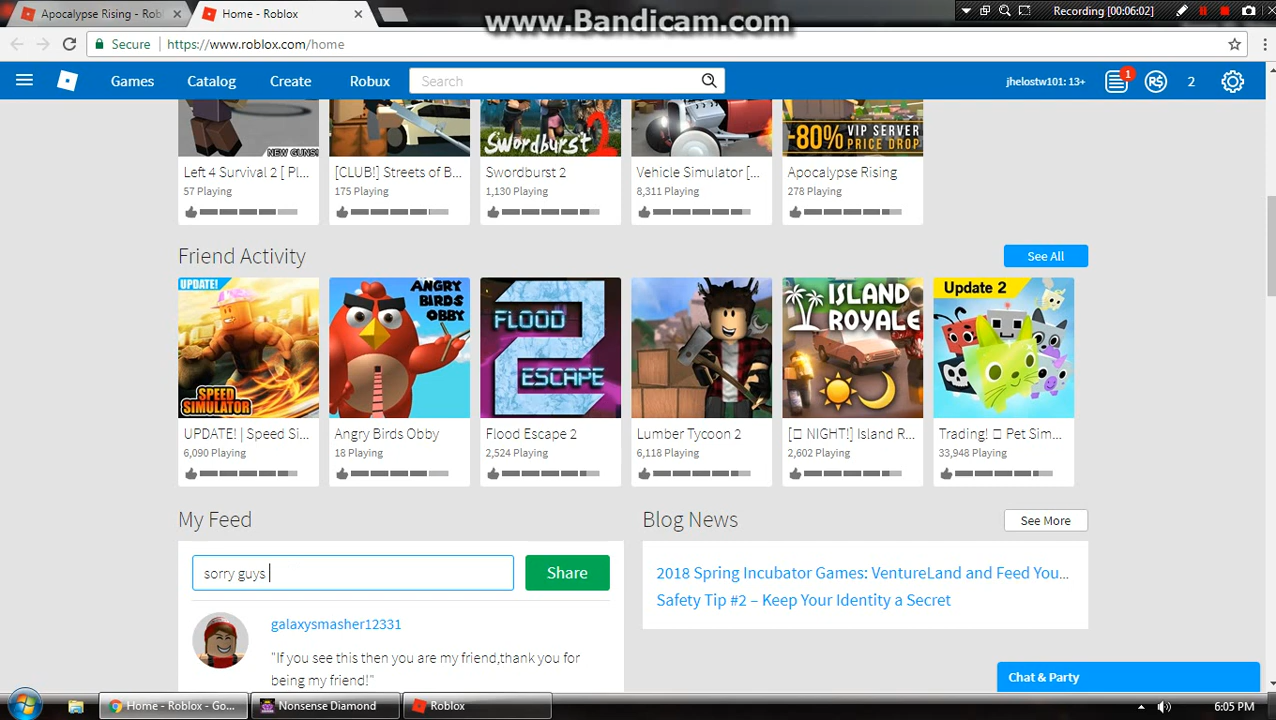 www.Bandicam.com
Apocalypse Rising - Rob
Home - Roblox
Recording [00:06:02]
Secure
https://www.roblox.com/home
Games
Catalog
Create
Robux
Search
jhelostw101: 13+
1
R$
2
NEW GUNS!
Swordburst 2
-80% VIP SERVER PRICE DROP
Left 4 Survival 2 [ Pl...
[CLUB!] Streets of B...
Swordburst 2
Vehicle Simulator [...
Apocalypse Rising
57 Playing
175 Playing
1,130 Playing
8,311 Playing
278 Playing
Friend Activity
See All
UPDATE!
SPEED SIMULATOR
ANGRY BIRDS OBBY
FLOOD 2 ESCAPE
ISLAND ROYALE
Update 2
UPDATE! | Speed Si...
Angry Birds Obby
Flood Escape 2
Lumber Tycoon 2
[▯ NIGHT!] Island R...
Trading! ▯ Pet Sim...
6,090 Playing
18 Playing
2,524 Playing
6,118 Playing
2,602 Playing
33,948 Playing
My Feed
Blog News
See More
sorry guys
Share
2018 Spring Incubator Games: VentureLand and Feed You...
Safety Tip #2 – Keep Your Identity a Secret
galaxysmasher12331
"If you see this then you are my friend,thank you for
being my friend!"
Chat & Party
Home - Roblox - Go...
Nonsense Diamond
Roblox
6:05 PM